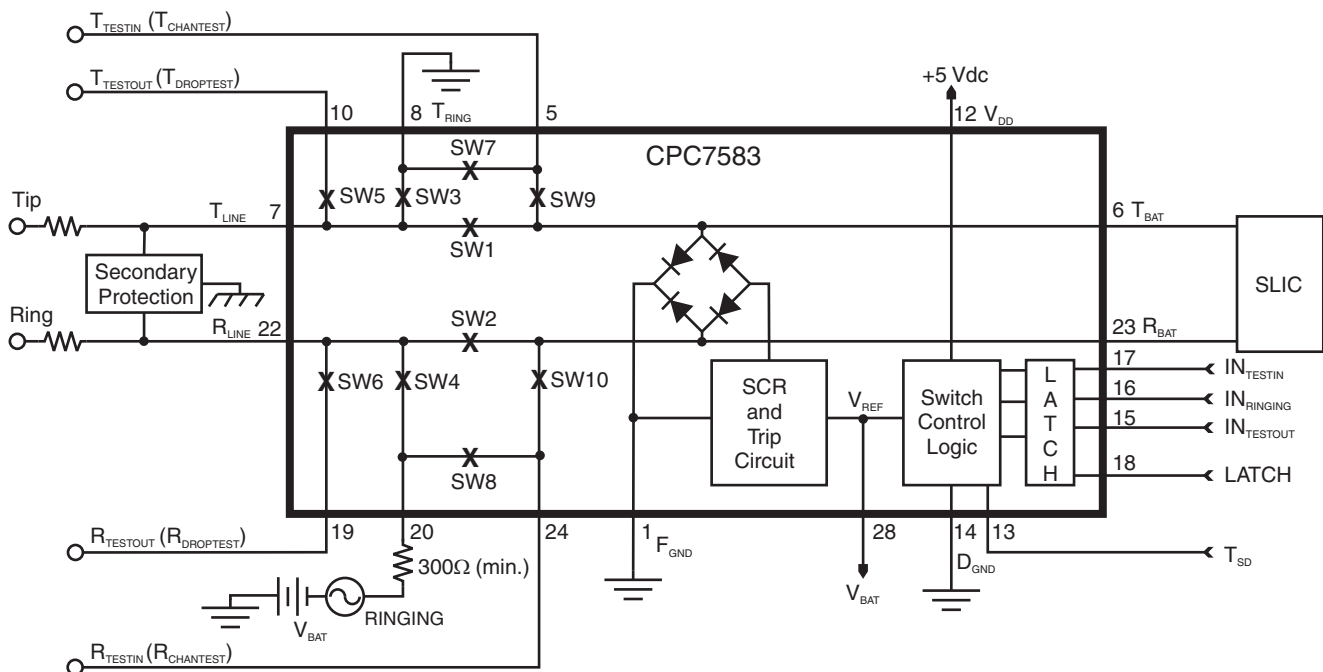 T_TESTIN (T_CHANTEST)
T_TESTOUT (T_DROPTEST)
+5 Vdc
10
8 T_RING
5
12 V_DD
CPC7583
SW7
SW5
SW3
SW9
Tip
T_LINE 7
SW1
6 T_BAT
Secondary
Protection
SLIC
Ring
R_LINE 22
SW2
23 R_BAT
SW6
SW4
SW10
SCR
and
Trip
Circuit
V_REF
Switch
Control
Logic
L
A
T
C
H
17 IN_TESTIN
16 IN_RINGING
15 IN_TESTOUT
18 LATCH
SW8
19
20
24
1 F_GND
28
14
13
R_TESTOUT (R_DROPTEST)
300Ω (min.)
D_GND
T_SD
V_BAT
RINGING
V_BAT
R_TESTIN (R_CHANTEST)